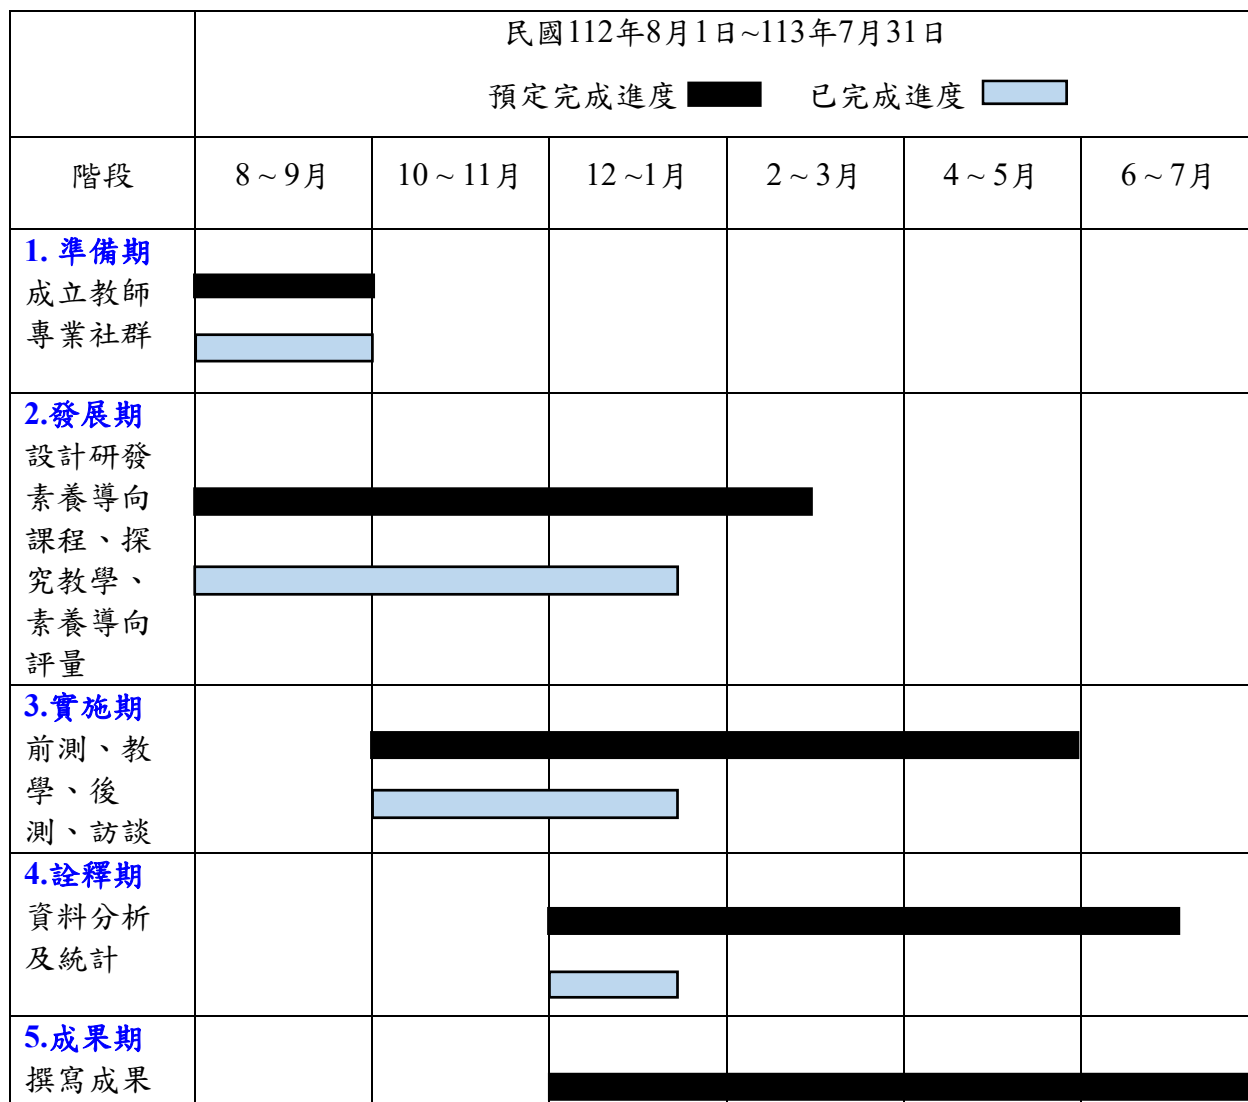 民國112年8月1日~113年7月31日
預定完成進度 已完成進度
階段 8 ~ 9月 10 ~ 11月 12 ~1月 2 ~ 3月 4 ~ 5月 6 ~ 7月
1. 準備期
成立教師
專業社群
2.發展期
設計研發
素養導向
課程、探
究教學、
素養導向
評量
3.實施期
前測、教
學、後
測、訪談
4.詮釋期
資料分析
及統計
5.成果期
撰寫成果